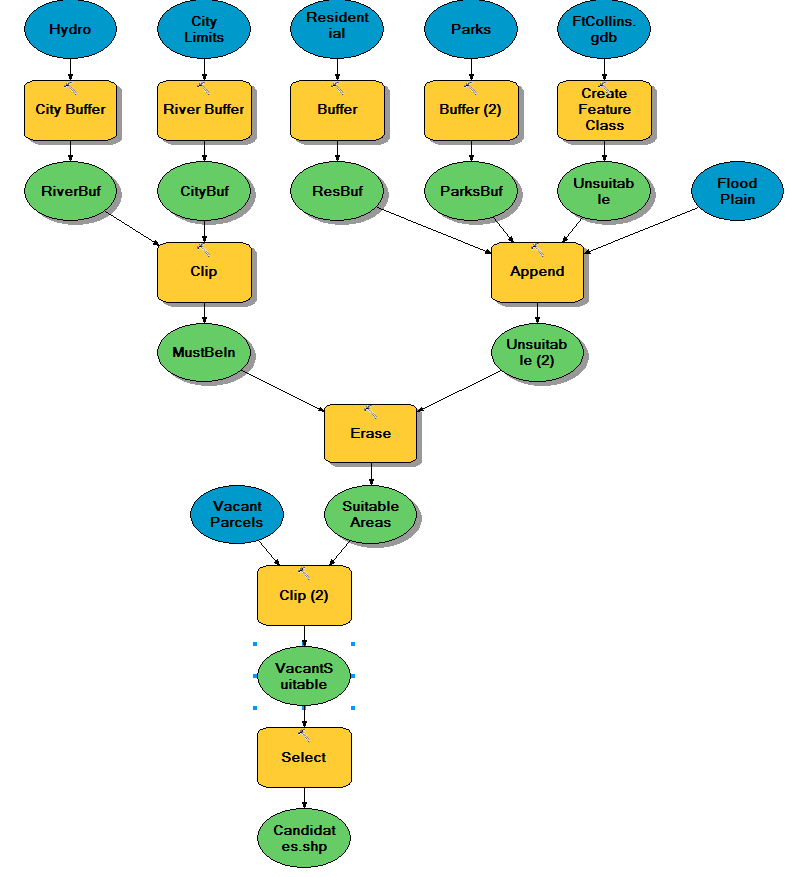 Hydro
City
Limits
Resident
ial
Parks
FtCollins.
gdb
City Buffer
River Buffer
Buffer
Buffer (2)
Create
Feature
Class
RiverBuf
CityBuf
ResBuf
ParksBuf
Unsuitab
le
Flood
Plain
Clip
Append
MustBeIn
Unsuitab
le (2)
Erase
Vacant
Parcels
Suitable
Areas
Clip (2)
VacantS
uitable
Select
Candidat
es.shp